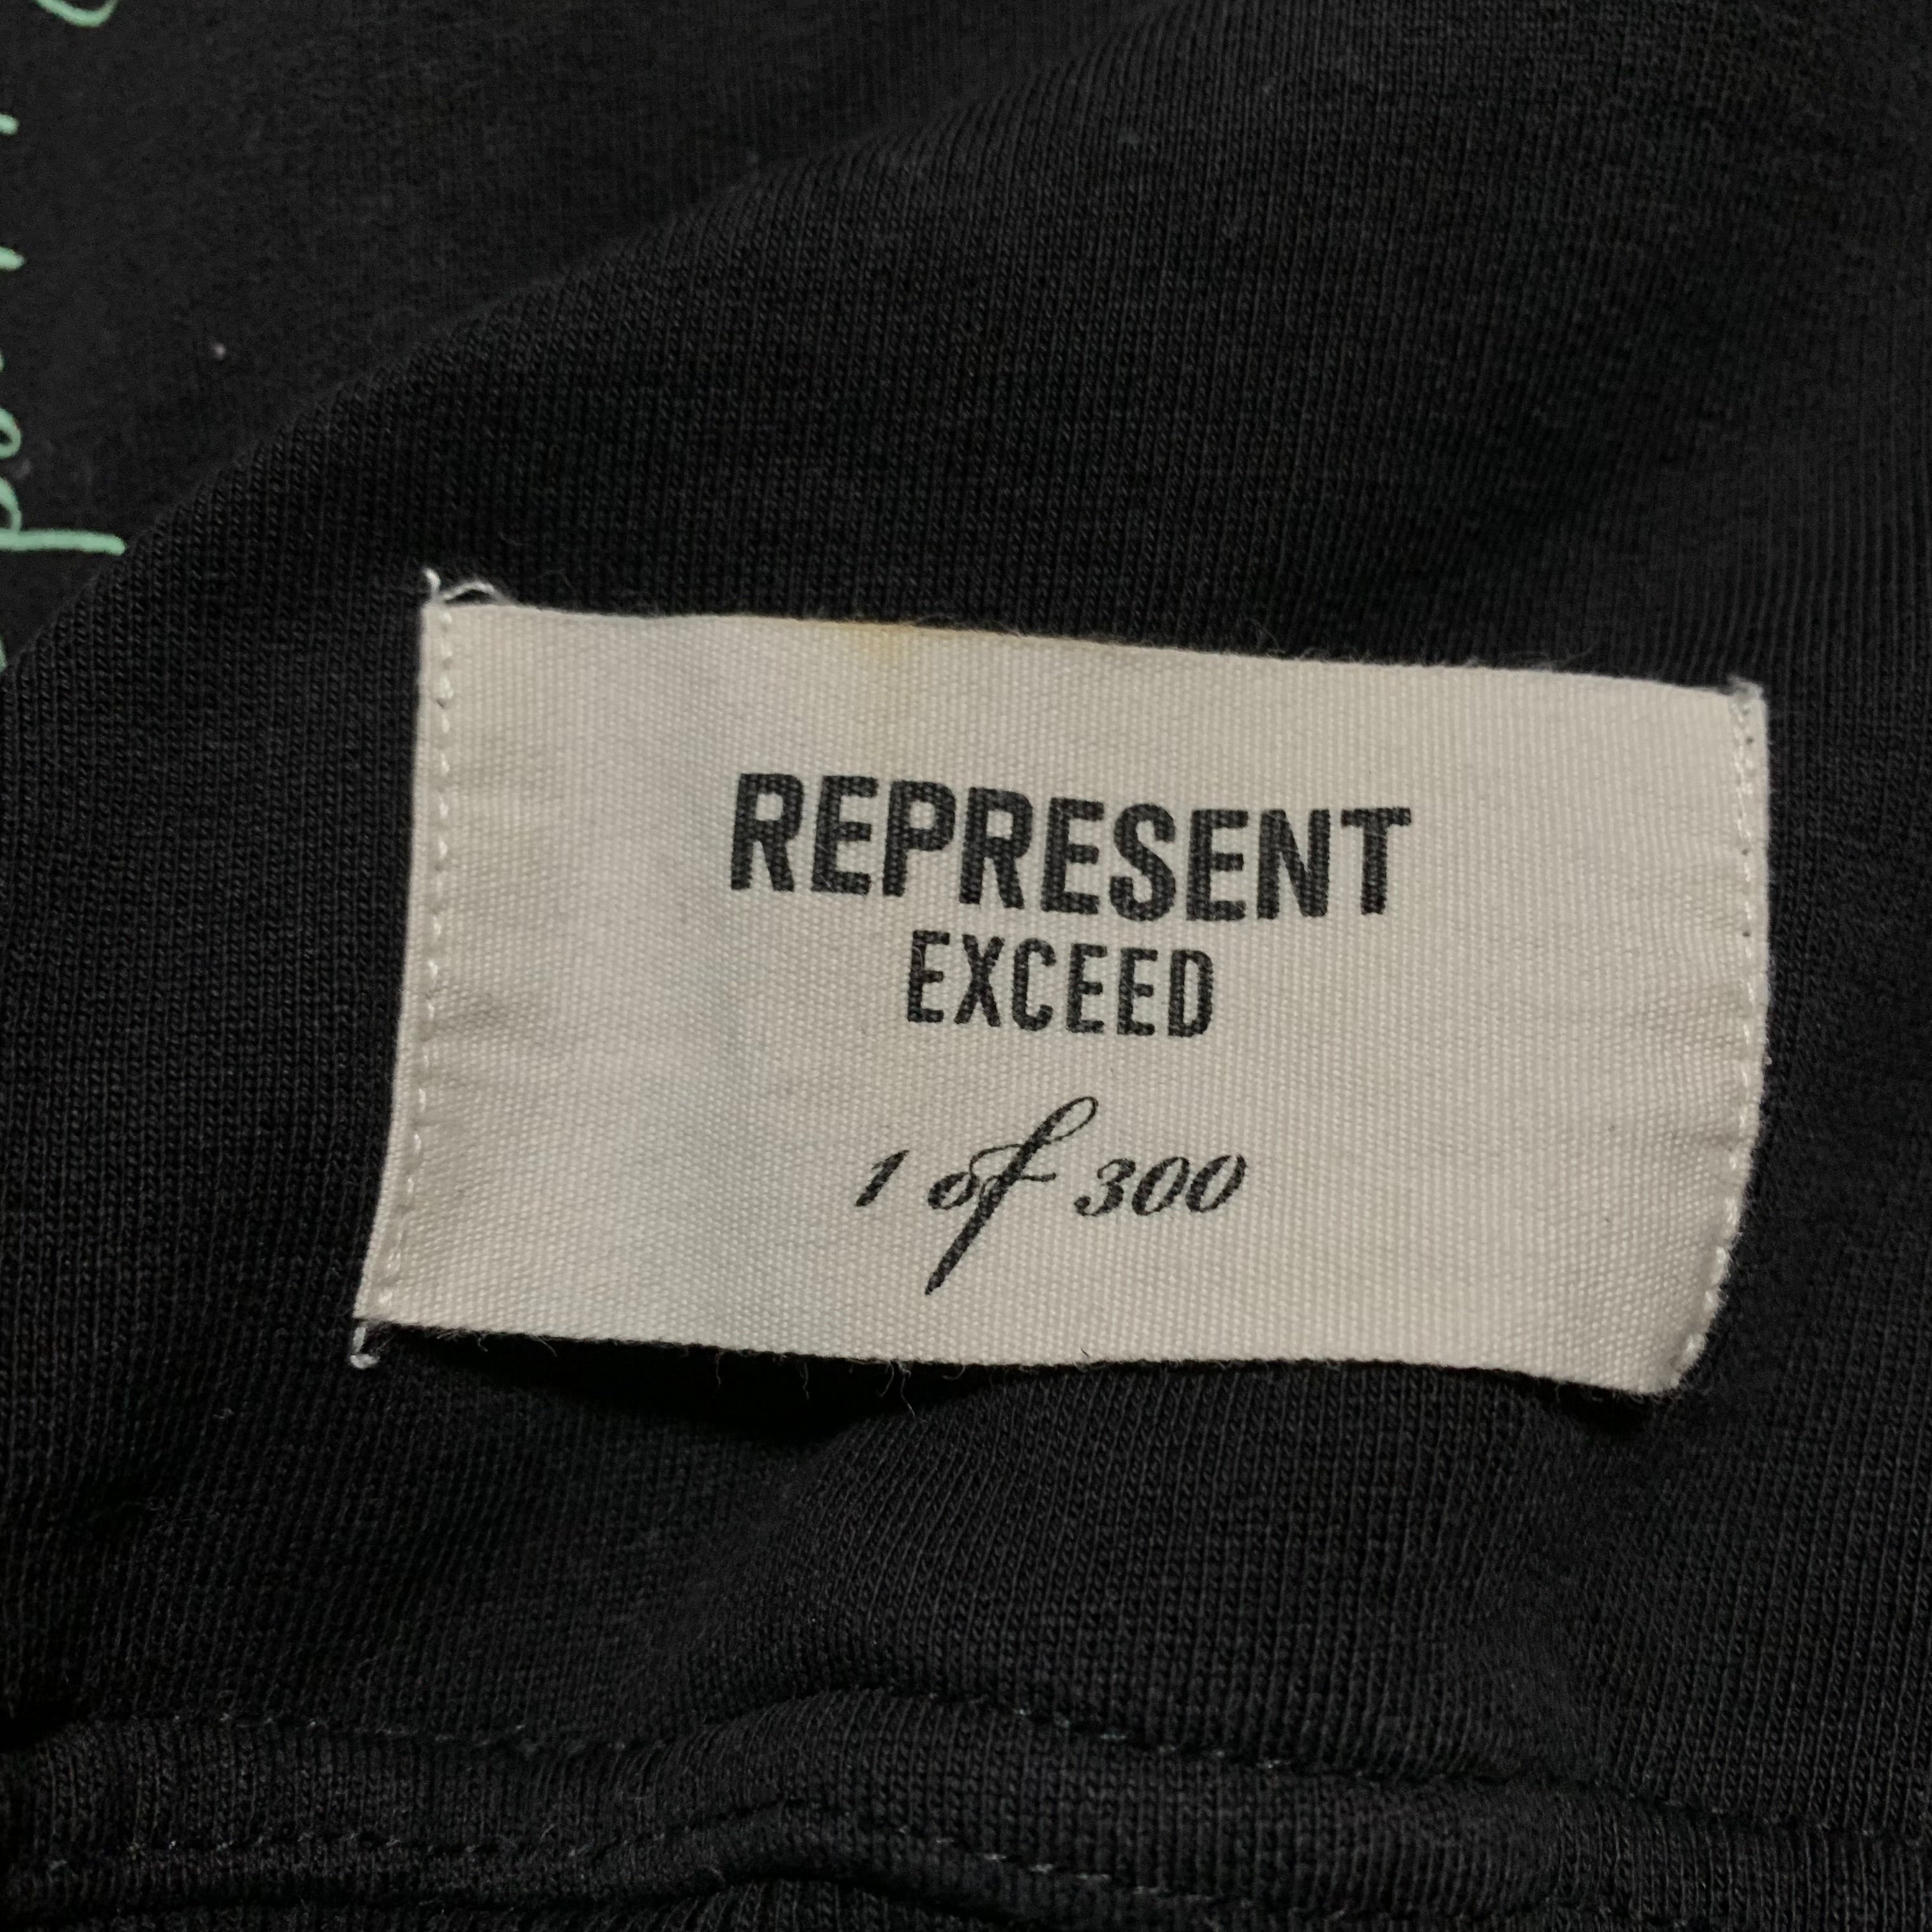 REPRESENT
EXCEED
1 of 300